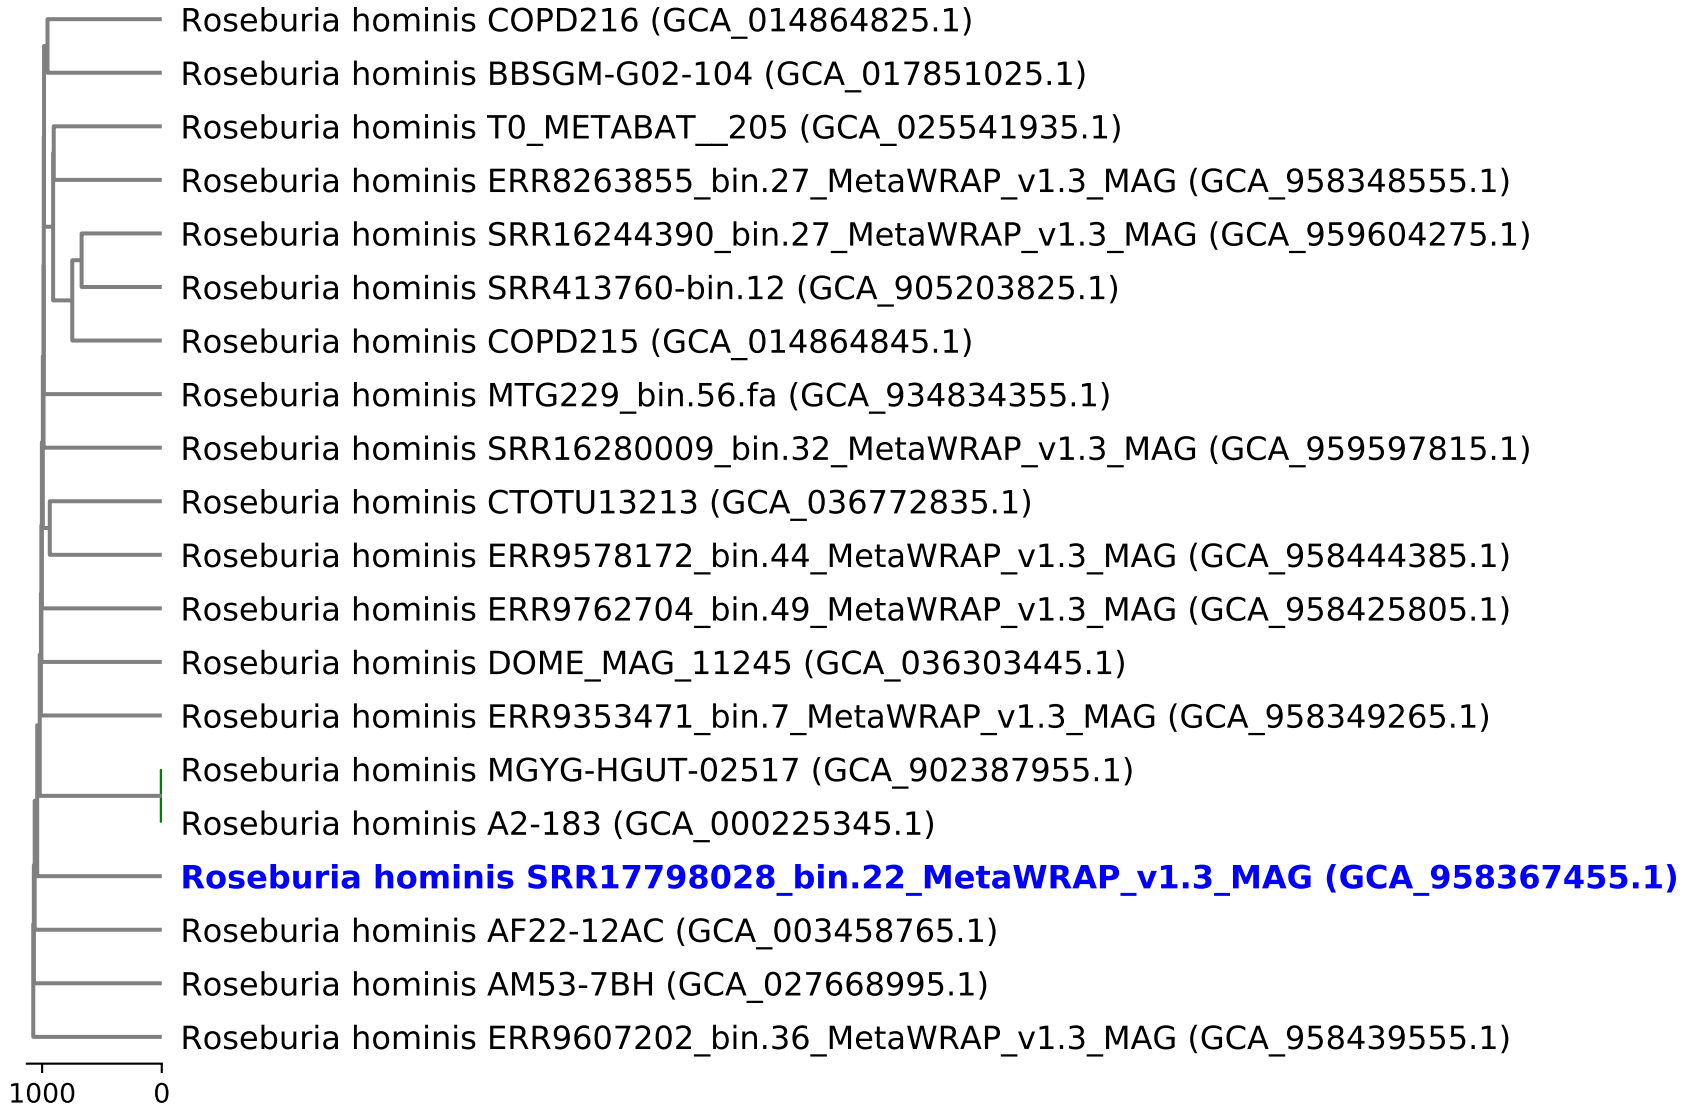 Roseburia hominis COPD216 (GCA_014864825.1)
Roseburia hominis BBSGM-G02-104 (GCA_017851025.1)
Roseburia hominis T0_METABAT__205 (GCA_025541935.1)
Roseburia hominis ERR8263855_bin.27_MetaWRAP_v1.3_MAG (GCA_958348555.1)
Roseburia hominis SRR16244390_bin.27_MetaWRAP_v1.3_MAG (GCA_959604275.1)
Roseburia hominis SRR413760-bin.12 (GCA_905203825.1)
Roseburia hominis COPD215 (GCA_014864845.1)
Roseburia hominis MTG229_bin.56.fa (GCA_934834355.1)
Roseburia hominis SRR16280009_bin.32_MetaWRAP_v1.3_MAG (GCA_959597815.1)
Roseburia hominis CTOTU13213 (GCA_036772835.1)
Roseburia hominis ERR9578172_bin.44_MetaWRAP_v1.3_MAG (GCA_958444385.1)
Roseburia hominis ERR9762704_bin.49_MetaWRAP_v1.3_MAG (GCA_958425805.1)
Roseburia hominis DOME_MAG_11245 (GCA_036303445.1)
Roseburia hominis ERR9353471_bin.7_MetaWRAP_v1.3_MAG (GCA_958349265.1)
Roseburia hominis MGYG-HGUT-02517 (GCA_902387955.1)
Roseburia hominis A2-183 (GCA_000225345.1)
Roseburia hominis SRR17798028_bin.22_MetaWRAP_v1.3_MAG (GCA_958367455.1)
Roseburia hominis AF22-12AC (GCA_003458765.1)
Roseburia hominis AM53-7BH (GCA_027668995.1)
Roseburia hominis ERR9607202_bin.36_MetaWRAP_v1.3_MAG (GCA_958439555.1)
1000 0